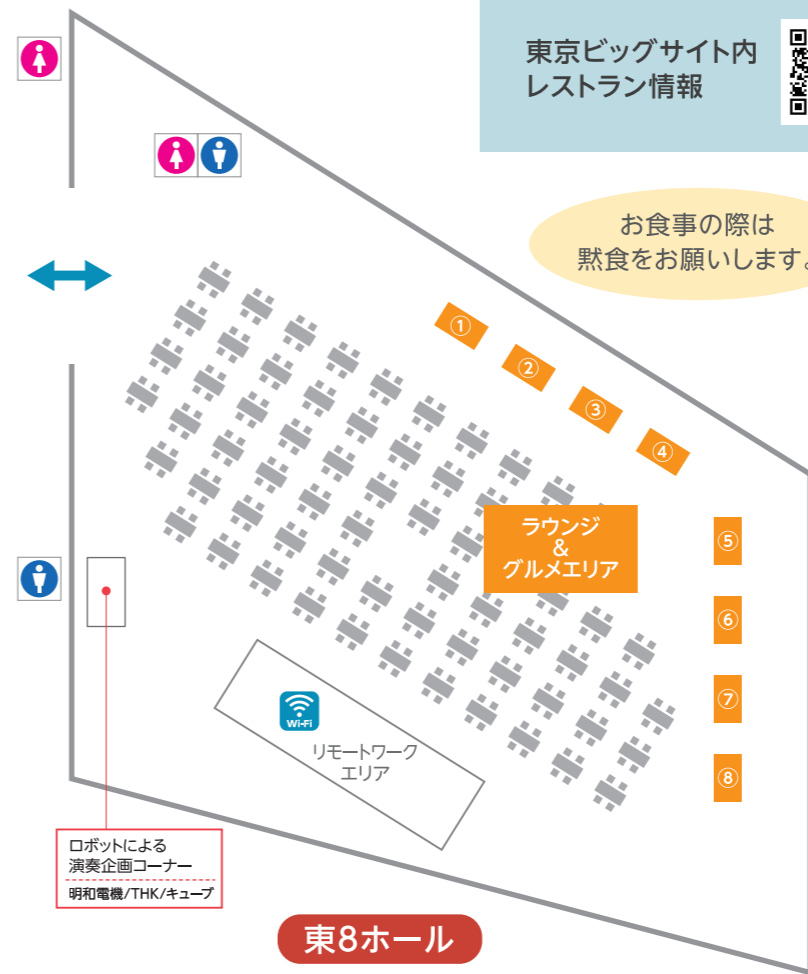 東京ビッグサイト内
レストラン情報
お食事の際は
黙食をお願いします。
①
②
③
④
ラウンジ
&
グルメエリア
⑤
⑥
⑦
⑧
Wi-Fi
リモートワーク
エリア
ロボットによる
演奏企画コーナー
明和電機/THK/キューブ
東8ホール